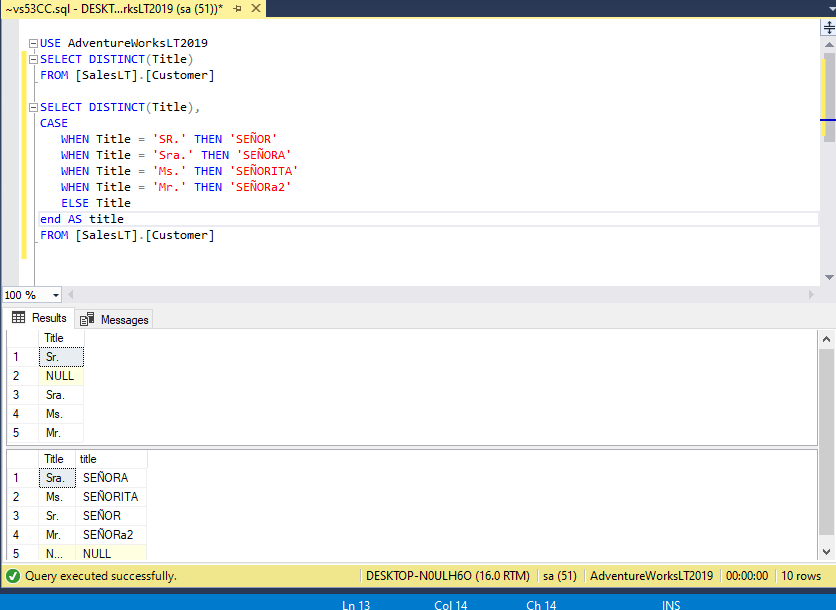 ~vs53CC.sql - DESKT...rksLT2019 (sa (51))*
USE AdventureWorksLT2019
SELECT DISTINCT(Title)
FROM [SalesLT].[Customer]
SELECT DISTINCT(Title),
CASE
WHEN Title = 'SR.' THEN 'SEÑOR'
WHEN Title = 'Sra.' THEN 'SEÑORA'
WHEN Title = 'Ms.' THEN 'SEÑORITA'
WHEN Title = 'Mr.' THEN 'SEÑORa2'
ELSE Title
end AS title
FROM [SalesLT].[Customer]
100 %
Results Messages
Title
1 Sr.
2 NULL
3 Sra.
4 Ms.
5 Mr.
Title title
1 Sra. SEÑORA
2 Ms. SEÑORITA
3 Sr. SEÑOR
4 Mr. SEÑORa2
5 N... NULL
Query executed successfully. DESKTOP-N0ULH6O (16.0 RTM) sa (51) AdventureWorksLT2019 00:00:00 10 rows
Ln 13 Col 14 Ch 14 INS